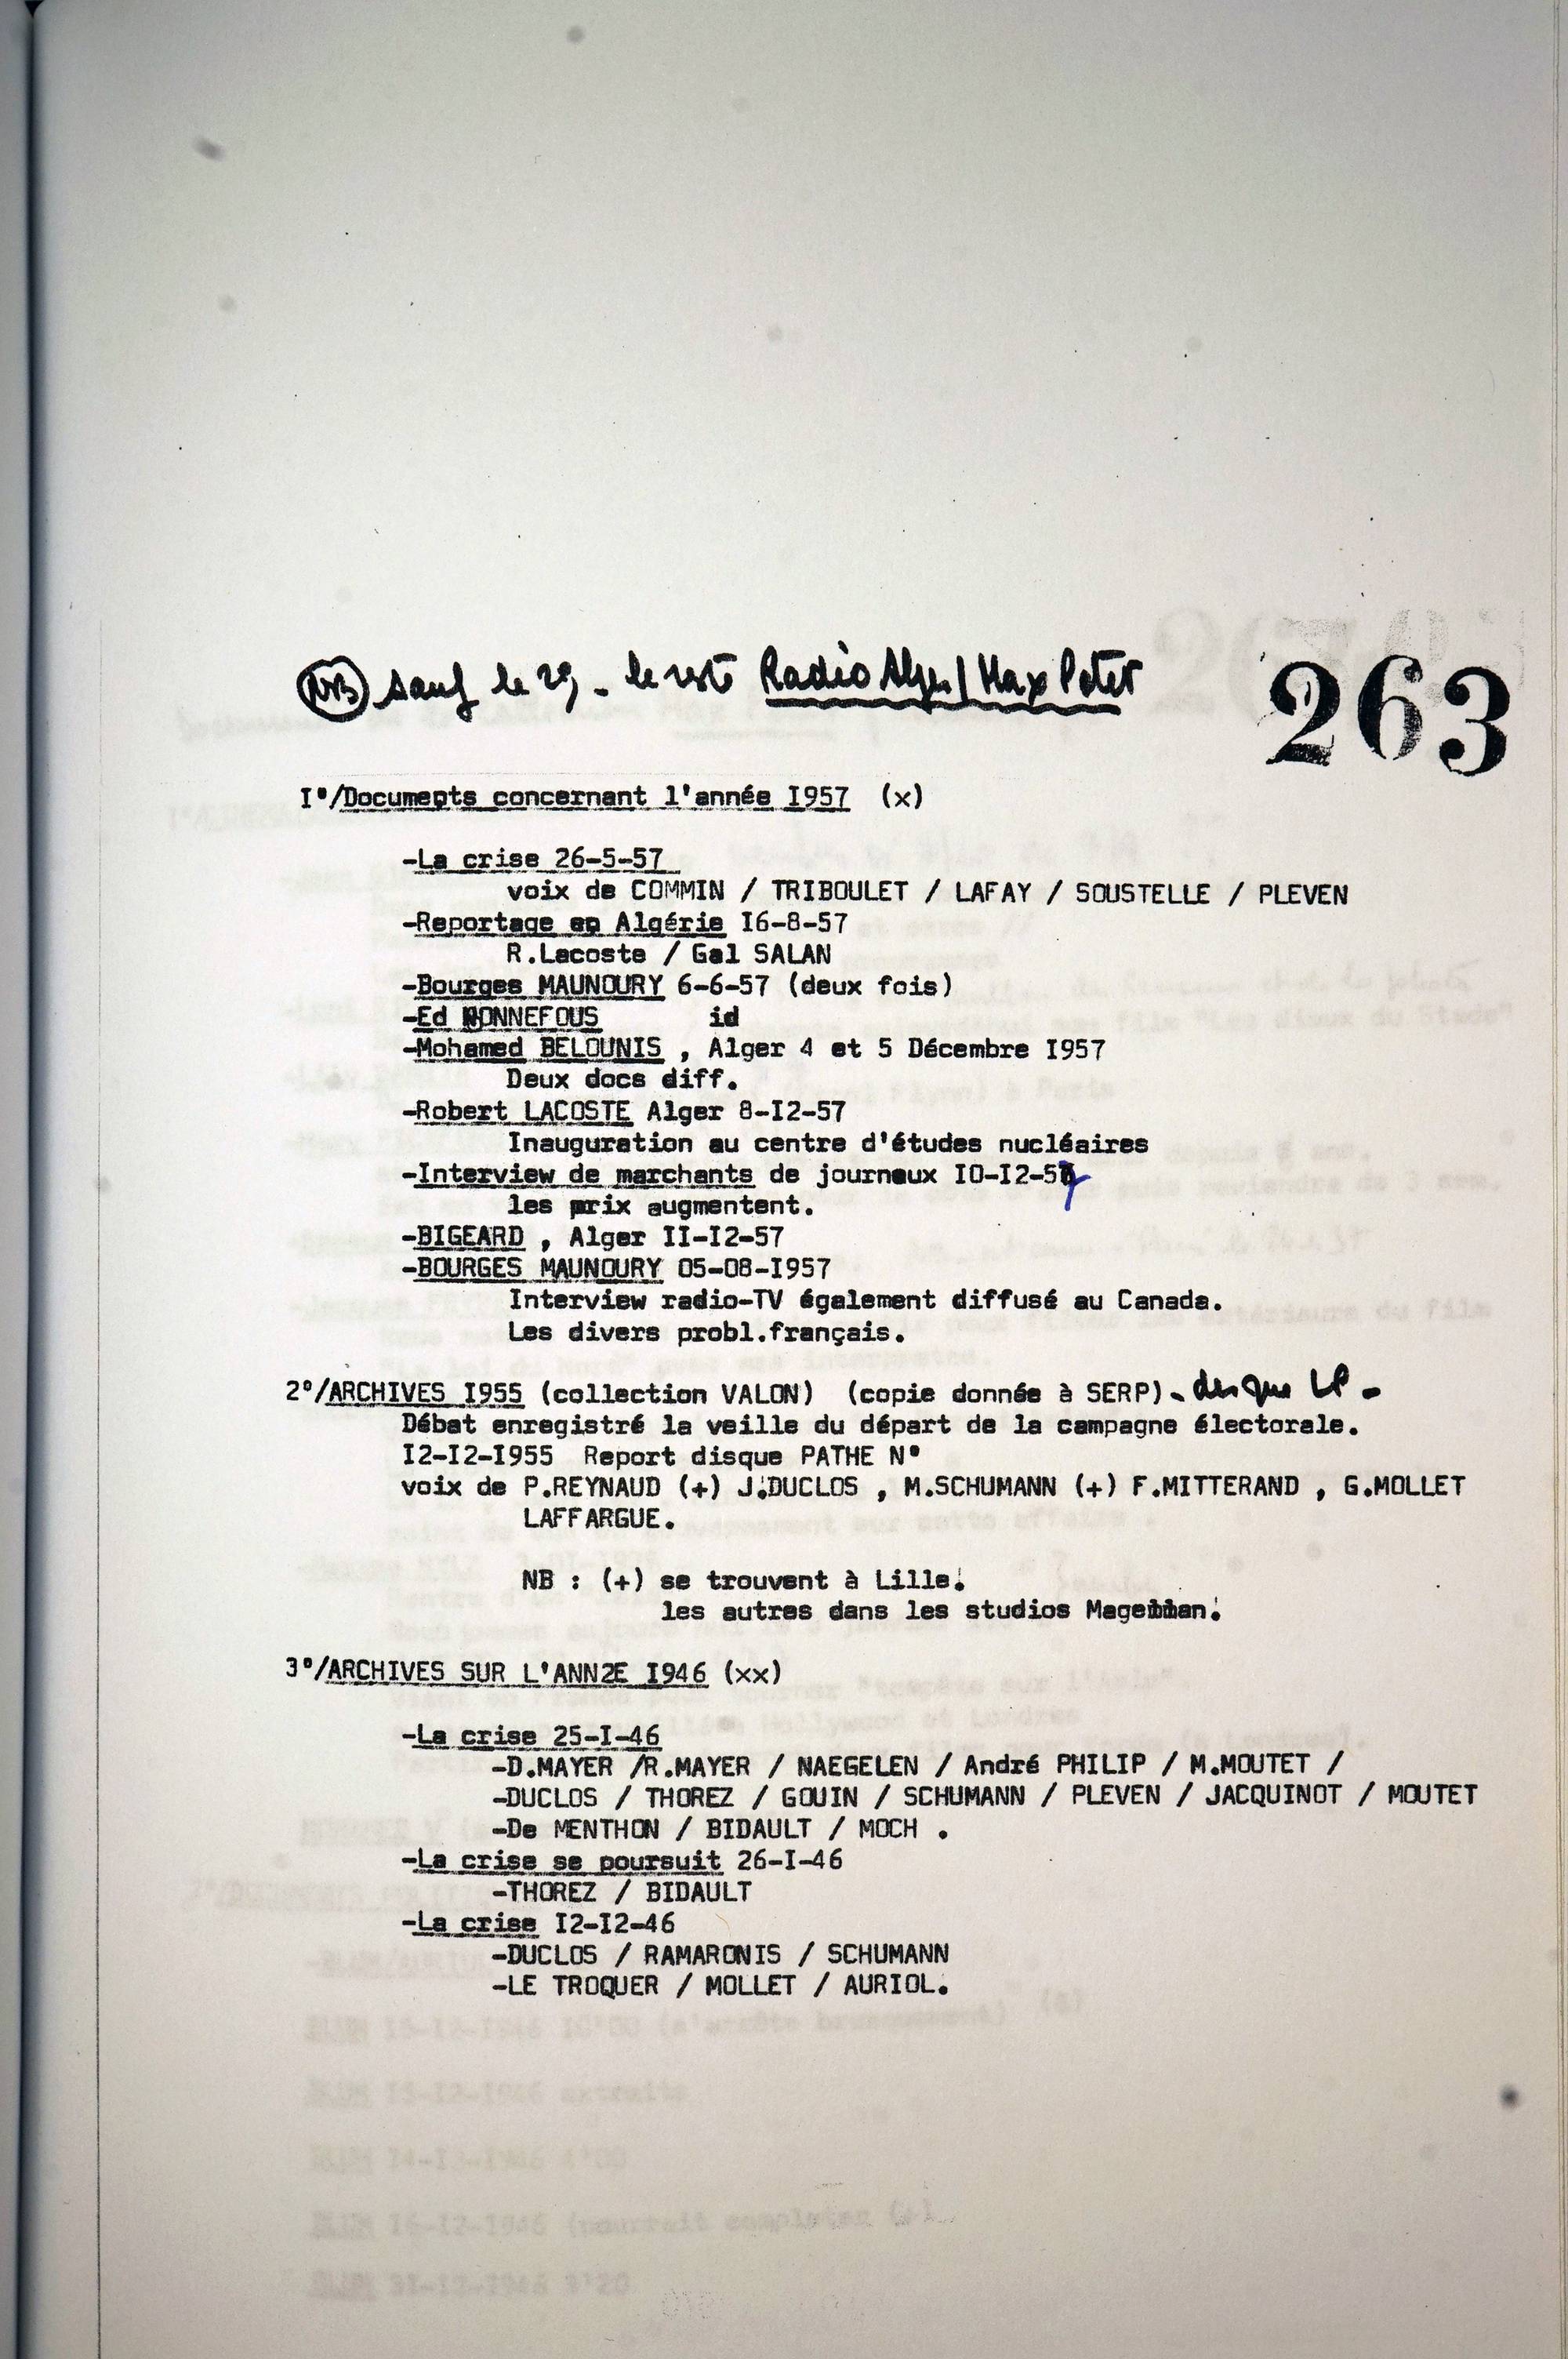 NB sauf le 2°, - le reste Radio Alger / Max Peter
263
I°/Documents concernant l'année I957 (x)
-La crise 26-5-57
voix de COMMIN / TRIBOULET / LAFAY / SOUSTELLE / PLEVEN
-Reportage en Algérie I6-8-57
R.Lacoste / Gal SALAN
-Bourges MAUNOURY 6-6-57 (deux fois)
-Ed BONNEFOUS id
-Mohamed BELOUNIS , Alger 4 et 5 Décembre I957
Deux docs diff.
-Robert LACOSTE Alger 8-I2-57
Inauguration au centre d'études nucléaires
-Interview de marchants de journaux IO-I2-57
les prix augmentent.
-BIGEARD , Alger II-I2-57
-BOURGES MAUNOURY 05-08-I957
Interview radio-TV également diffusé au Canada.
Les divers probl.français.
2°/ARCHIVES I955 (collection VALON) (copie donnée à SERP) - disque LP -
Débat enregistré la veille du départ de la campagne électorale.
I2-I2-I955 Report disque PATHE N°
voix de P.REYNAUD (+) J.DUCLOS , M.SCHUMANN (+) F.MITTERAND , G.MOLLET
LAFFARGUE.
NB : (+) se trouvent à Lille.
les autres dans les studios Magellan.
3°/ARCHIVES SUR L'ANN2E I946 (xx)
-La crise 25-I-46
-D.MAYER /R.MAYER / NAEGELEN / André PHILIP / M.MOUTET /
-DUCLOS / THOREZ / GOUIN / SCHUMANN / PLEVEN / JACQUINOT / MOUTET
-De MENTHON / BIDAULT / MOCH .
-La crise se poursuit 26-I-46
-THOREZ / BIDAULT
-La crise I2-I2-46
-DUCLOS / RAMARONIS / SCHUMANN
-LE TROQUER / MOLLET / AURIOL.